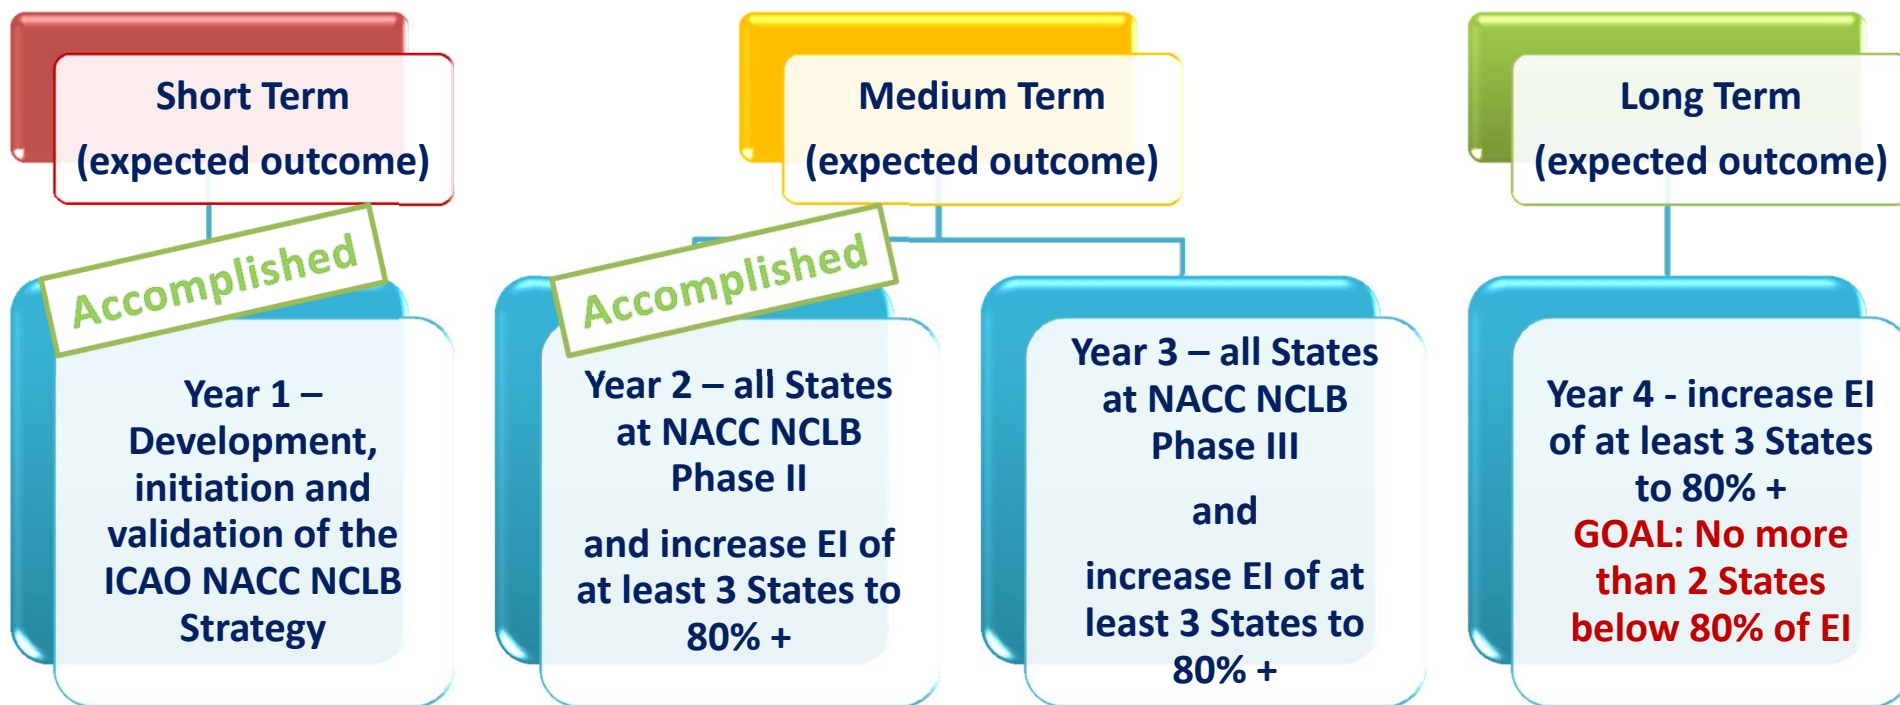 Short Term
(expected outcome)
Accomplished
Year 1 –
Development,
initiation and
validation of the
ICAO NACC NCLB
Strategy
Medium Term
(expected outcome)
Accomplished
Year 2 – all States
at NACC NCLB
Phase II
and increase EI of
at least 3 States to
80% +
Year 3 – all States
at NACC NCLB
Phase III
and
increase EI of at
least 3 States to
80% +
Long Term
(expected outcome)
Year 4 - increase EI
of at least 3 States
to 80% +
GOAL: No more
than 2 States
below 80% of EI